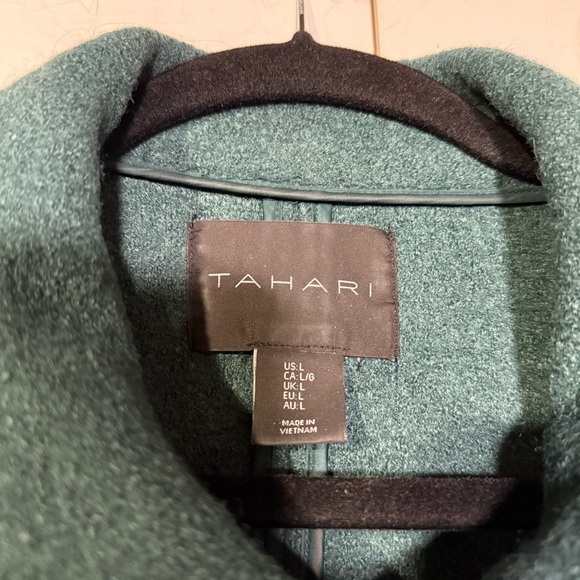 TAHARI
US:L
CA:L/G
UK:L
EU:L
AU:L
MADE IN
VIETNAM